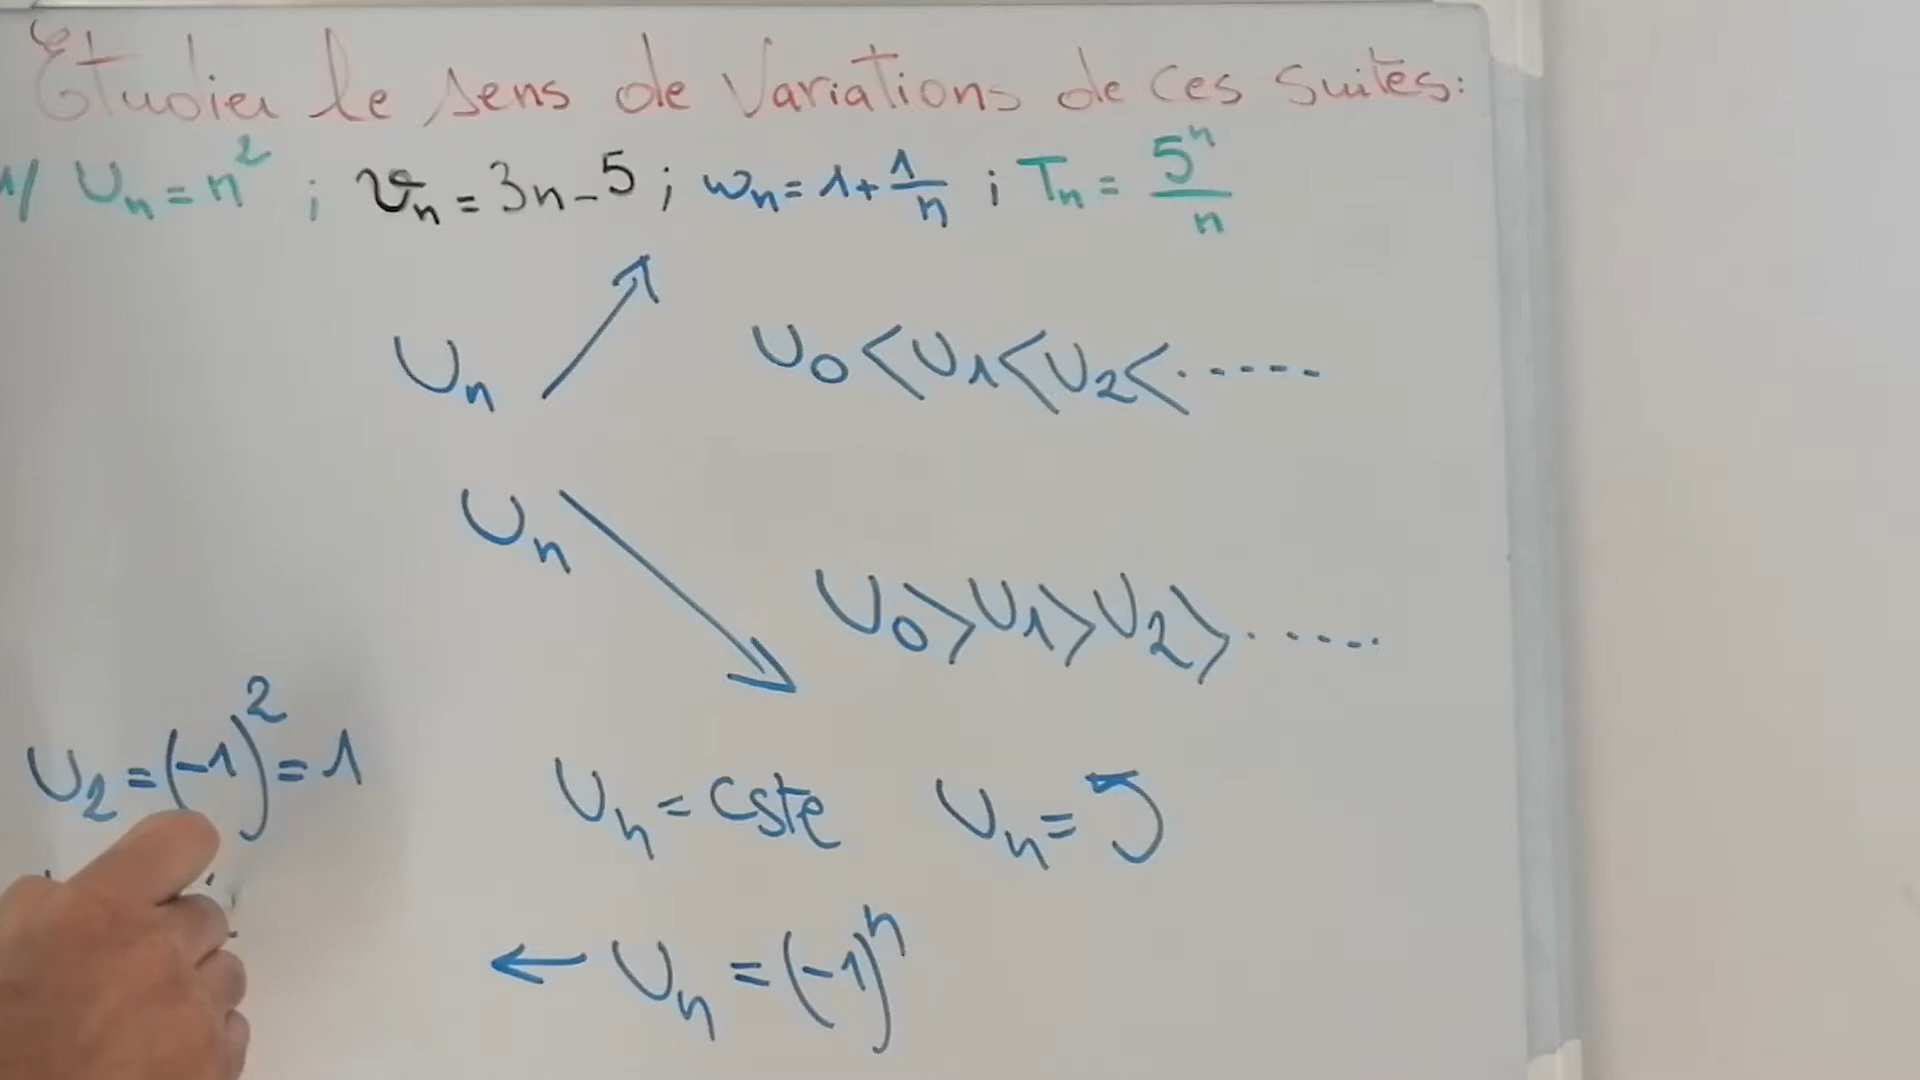 Etudier le sens de Variations de ces suites:
1/ Un = n² ; vn = 3n-5 ; wn = 1+1/n ; Tn = 5ⁿ/n
Un ↗ U0<U1<U2<.....
Un ↘ U0>U1>U2>.....
U2=(-1)²=1
Un = cste Un = 5
← Un = (-1)ⁿ